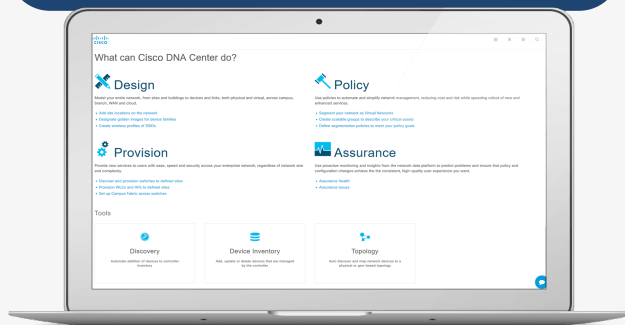 CISCO
What can Cisco DNA Center do?
Design
Model your entire network, from sites and buildings to devices and links, both physical and virtual, across campus,
branch, WAN and cloud.
Add site locations on the network
Designate golden images for device families
Create wireless profiles of SSIDs
Policy
Use policies to automate and simplify network management, reducing cost and risk while speeding rollout of new and
enhanced services.
Segment your network as Virtual Networks
Create scalable groups to describe your critical assets
Define segmentation policies to meet your policy goals
Provision
Provide new services to users with ease, speed and security across your enterprise network, regardless of network size
and complexity.
Discover and provision switches to defined sites
Provision WLCs and APs to defined sites
Set up Campus Fabric across switches
Assurance
Use proactive monitoring and insights from the network data platform to predict problems and ensure that policy and
configuration changes achieve the the consistent, high-quality user experience you want.
Assurance Health
Assurance Issues
Tools
Discovery
Automate addition of devices to controller
inventory
Device Inventory
Add, update or delete devices that are managed
by the controller
Topology
Auto discover and map network devices to a
physical or geo-based topology